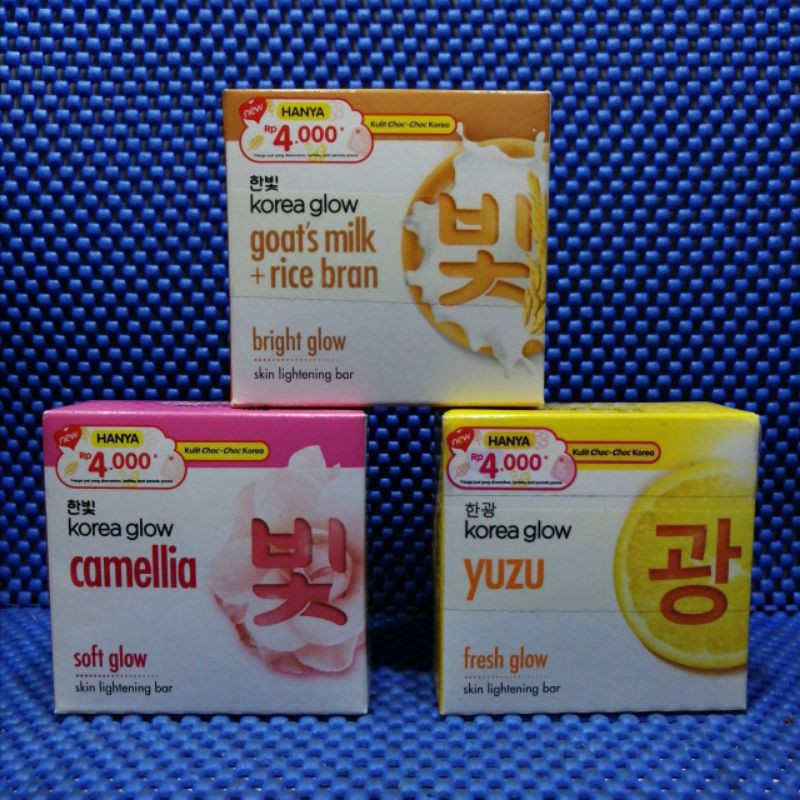 new
HANYA
Rp 4.000*
Kulit Choc-Choc Korea
한빛
korea glow
goat's milk
+ rice bran
빛
bright glow
skin lightening bar
new
HANYA
Rp 4.000*
Kulit Choc-Choc Korea
한빛
korea glow
camellia
빛
soft glow
skin lightening bar
new
HANYA
Rp 4.000*
Kulit Choc-Choc Korea
한광
korea glow
yuzu
광
fresh glow
skin lightening bar